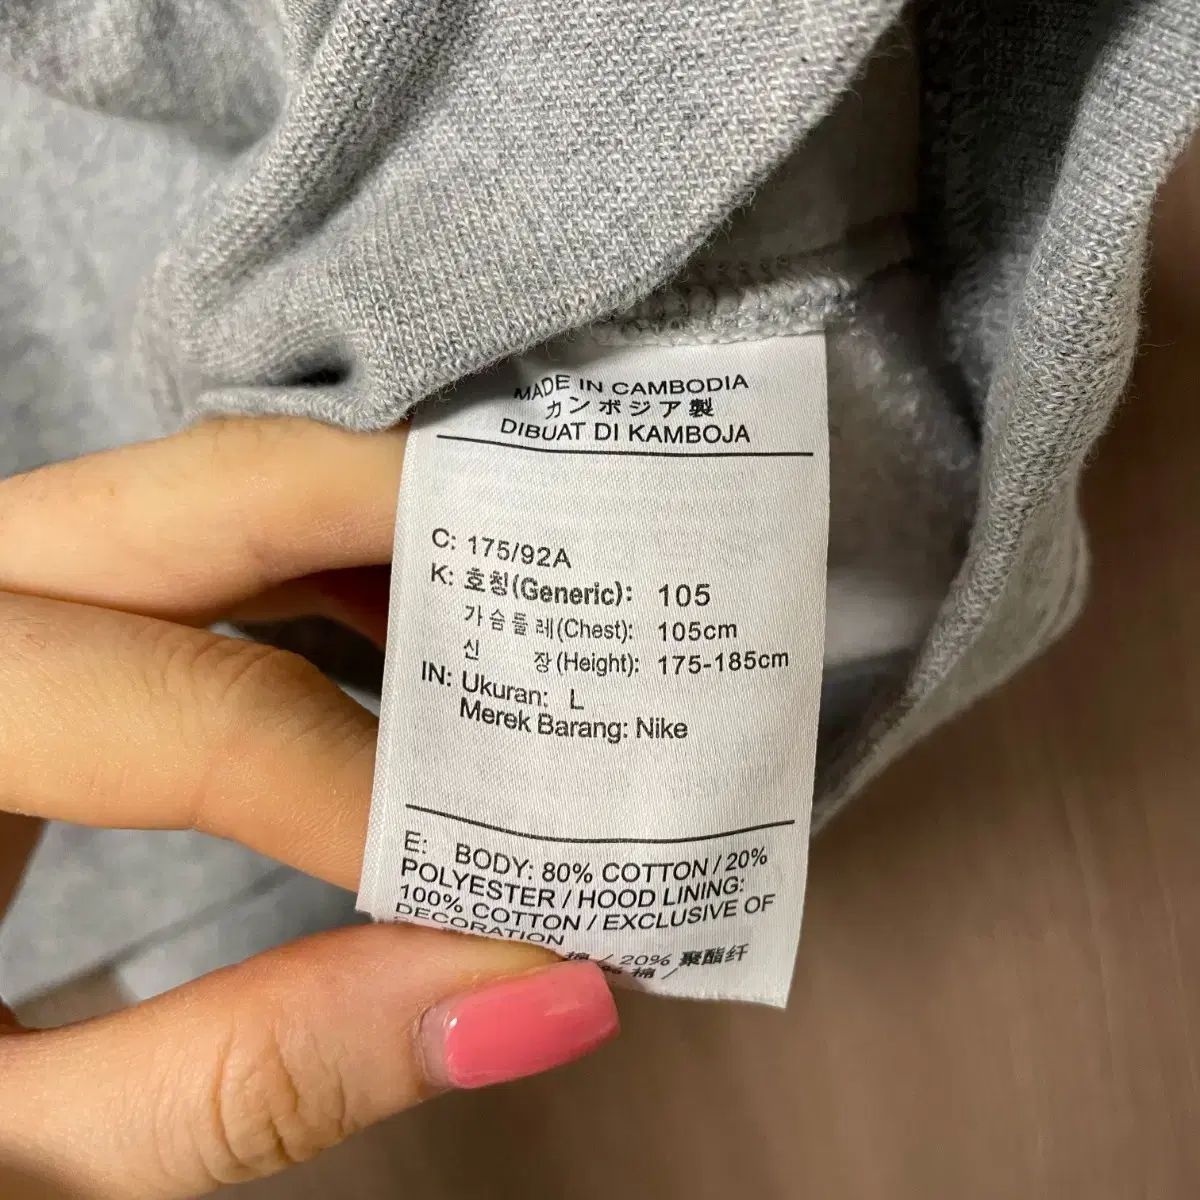 MADE IN CAMBODIA
カンボジア製
DIBUAT DI KAMBOJA
C: 175/92A
K: 호칭(Generic): 105
가슴둘레(Chest): 105cm
신 장(Height): 175-185cm
IN: Ukuran: L
Merek Barang: Nike
E: BODY: 80% COTTON / 20%
POLYESTER / HOOD LINING:
100% COTTON / EXCLUSIVE OF
DECORATION
棉 / 20% 聚酯纤
% 棉 /